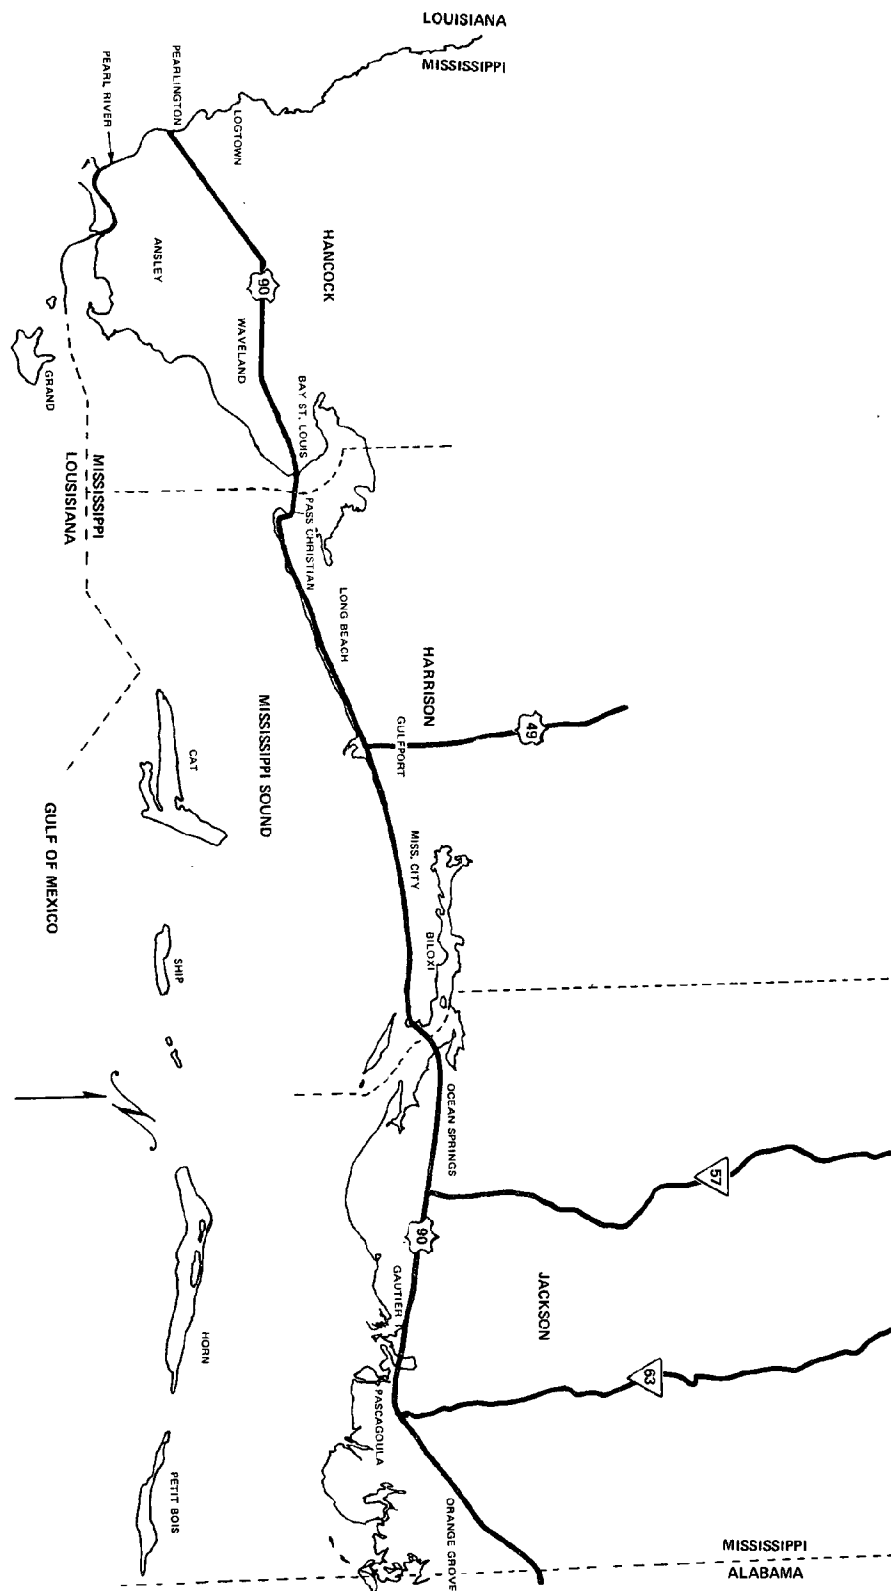 LOUISIANA
MISSISSIPPI
PEARL RIVER
PEARLINGTON
LOGTOWN
ANSLEY
HANCOCK
90
WAVELAND
GRAND
BAY ST. LOUIS
MISSISSIPPI
LOUSISIANA
PASS CHRISTIAN
LONG BEACH
HARRISON
49
GULFPORT
MISSISSIPPI SOUND
CAT
GULF OF MEXICO
MISS. CITY
BILOXI
SHIP
N
OCEAN SPRINGS
57
90
GAUTIER
JACKSON
HORN
63
PASCAGOULA
PETIT BOIS
ORANGE GROVE
MISSISSIPPI
ALABAMA